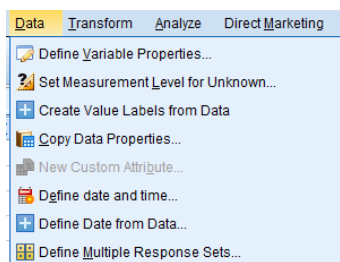 Data Transform Analyze Direct Marketing
Define Variable Properties...
Set Measurement Level for Unknown...
Create Value Labels from Data
Copy Data Properties...
New Custom Attribute...
Define date and time...
Define Date from Data...
Define Multiple Response Sets...